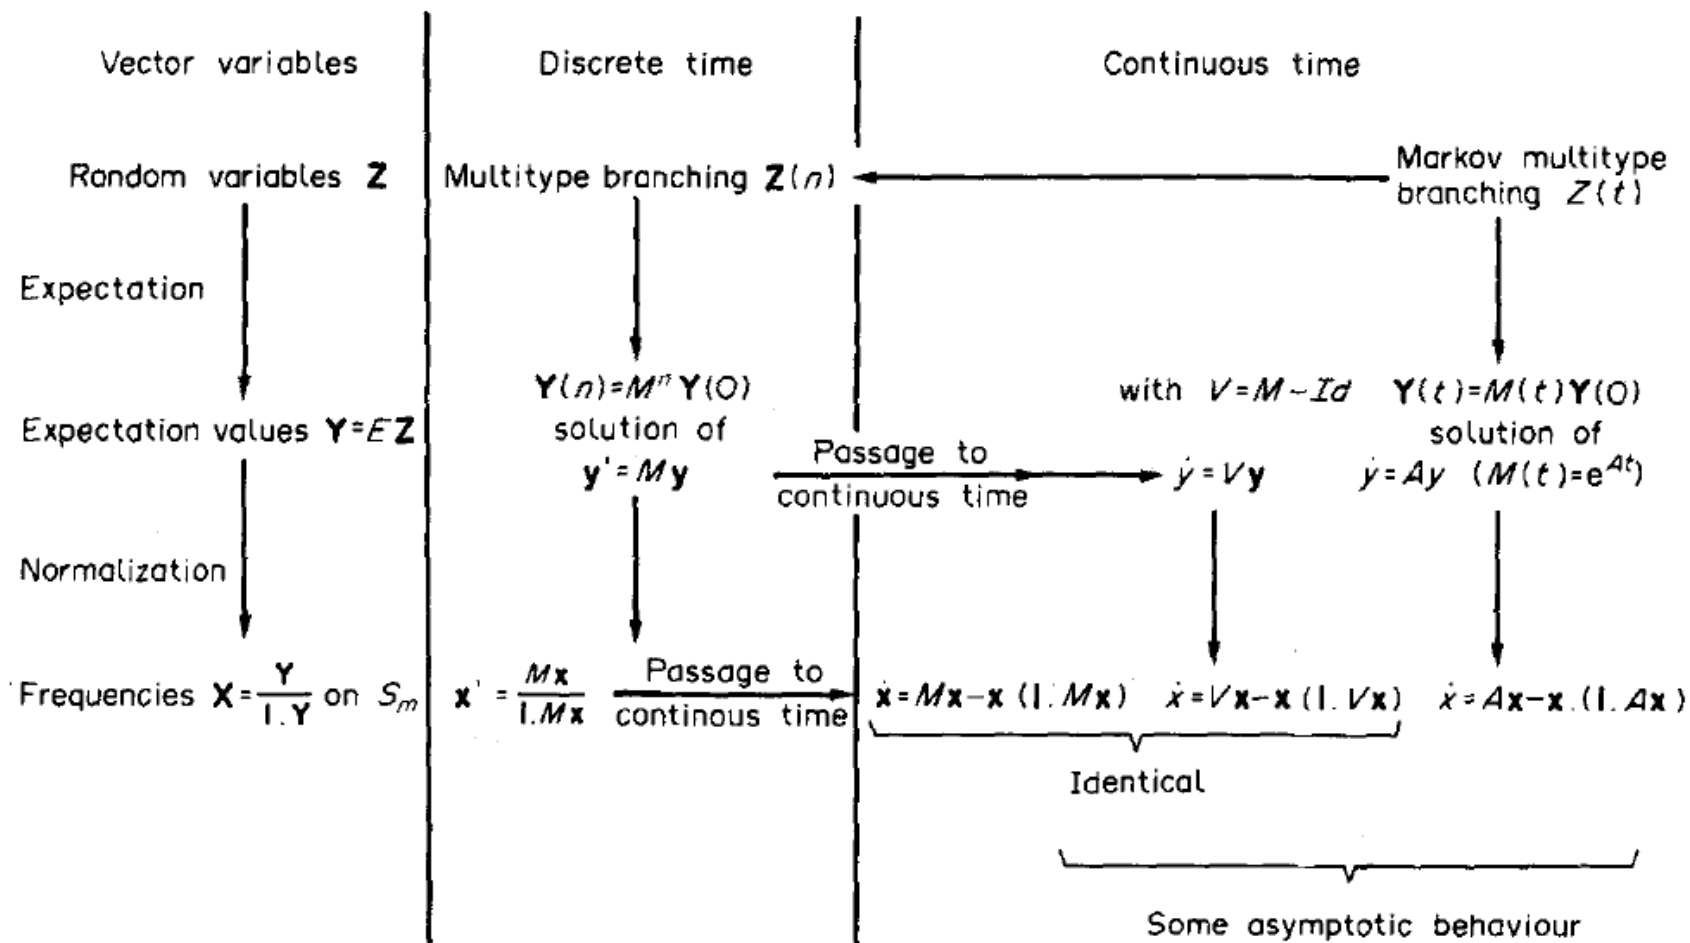 Vector variables
Discrete time
Continuous time
Random variables Z
Multitype branching Z(n)
Markov multitype
branching Z(t)
Expectation
Y(n)=Mⁿ Y(0)
with V=M-Id
Y(t)=M(t)Y(0)
Expectation values Y=EZ
solution of
solution of
y'=My
Passage to
continuous time
ẏ=Vy
ẏ=Ay (M(t)=e^{At})
Normalization
Frequencies X=Y/1.Y on Sₘ
x'=Mx/1.Mx
Passage to
continous time
ẋ=Mx-x (1.Mx)
ẋ=Vx-x (1.Vx)
ẋ=Ax-x.(1.Ax)
Identical
Some asymptotic behaviour